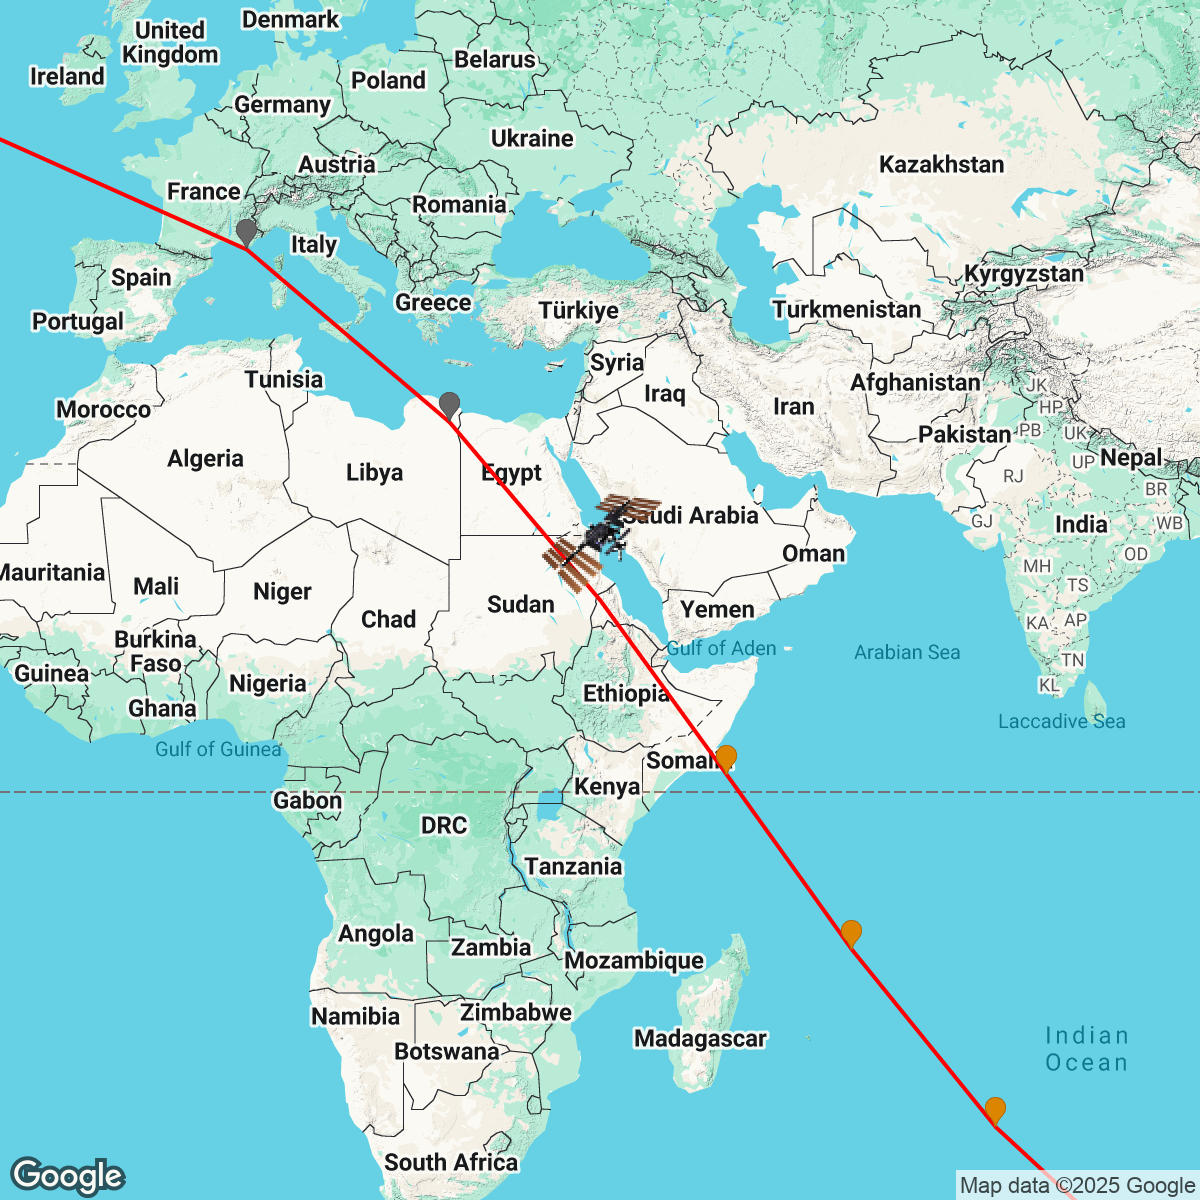 Denmark
United
Kingdom
Ireland
Belarus
Poland
Germany
Ukraine
Austria
Kazakhstan
France
Romania
Italy
Spain
Kyrgyzstan
Greece
Türkiye
Turkmenistan
Portugal
Syria
Tunisia
Iraq
Afghanistan
JK
Morocco
Iran
HP
PB
UK
Pakistan
Algeria
Libya
Egypt
Nepal
UP
RJ
BR
Saudi Arabia
GJ
India
WB
Oman
OD
Mauritania
Mali
Niger
MH
TS
Sudan
Yemen
Chad
KA
AP
Burkina
Faso
Gulf of Aden
Arabian Sea
TN
Guinea
Nigeria
KL
Ethiopia
Ghana
Laccadive Sea
Gulf of Guinea
Somalia
Kenya
Gabon
DRC
Tanzania
Angola
Zambia
Mozambique
Namibia
Zimbabwe
Madagascar
Indian
Ocean
Botswana
South Africa
Google
Map data ©2025 Google